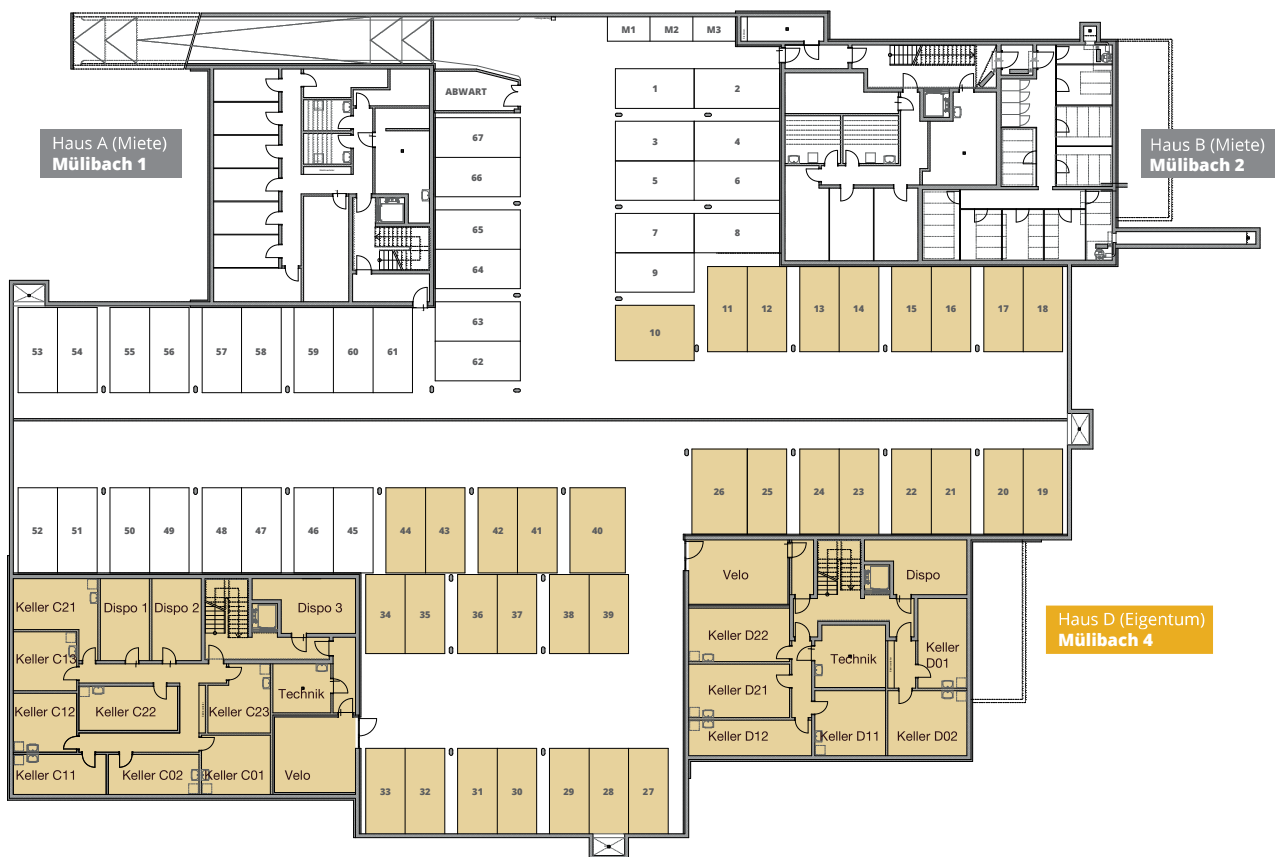 M1 M2 M3
ABWART
1 2
67
Haus A (Miete)
Mülibach 1
3 4
Haus B (Miete)
Mülibach 2
66
5 6
65
7 8
64
9
63
11 12 13 14 15 16 17 18
10
53 54 55 56 57 58 59 60 61
62
26 25 24 23 22 21 20 19
52 51 50 49 48 47 46 45 44 43 42 41 40
Velo
Dispo
Keller C21
Dispo 1
Dispo 2
Dispo 3
34 35 36 37 38 39
Haus D (Eigentum)
Mülibach 4
Keller D22
Keller C13
Technik
Keller
D01
Technik
Keller D21
Keller C12
Keller C22
Keller C23
Keller D12
Keller D11
Keller D02
Keller C11
Keller C02
Keller C01
Velo
33 32 31 30 29 28 27